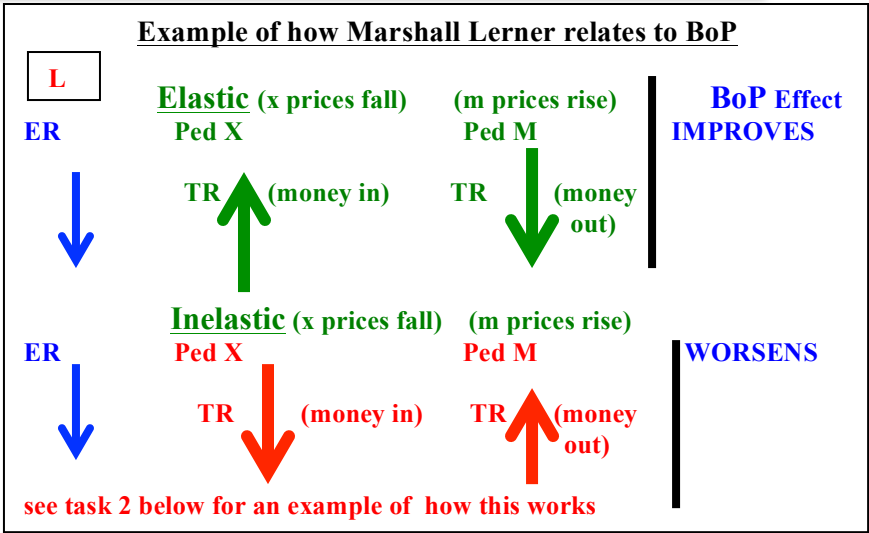 Example of how Marshall Lerner relates to BoP
L
Elastic (x prices fall) (m prices rise) BoP Effect
ER Ped X Ped M IMPROVES
TR (money in) TR (money
out)
Inelastic (x prices fall) (m prices rise)
ER Ped X Ped M WORSENS
TR (money in) TR (money
out)
see task 2 below for an example of how this works